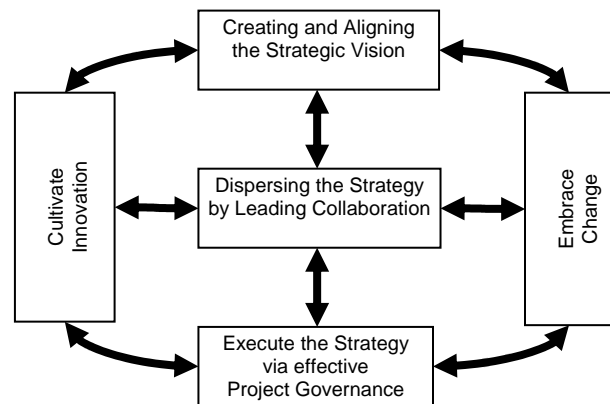 Creating and Aligning
the Strategic Vision
Cultivate
Innovation
Dispersing the Strategy
by Leading Collaboration
Embrace
Change
Execute the Strategy
via effective
Project Governance